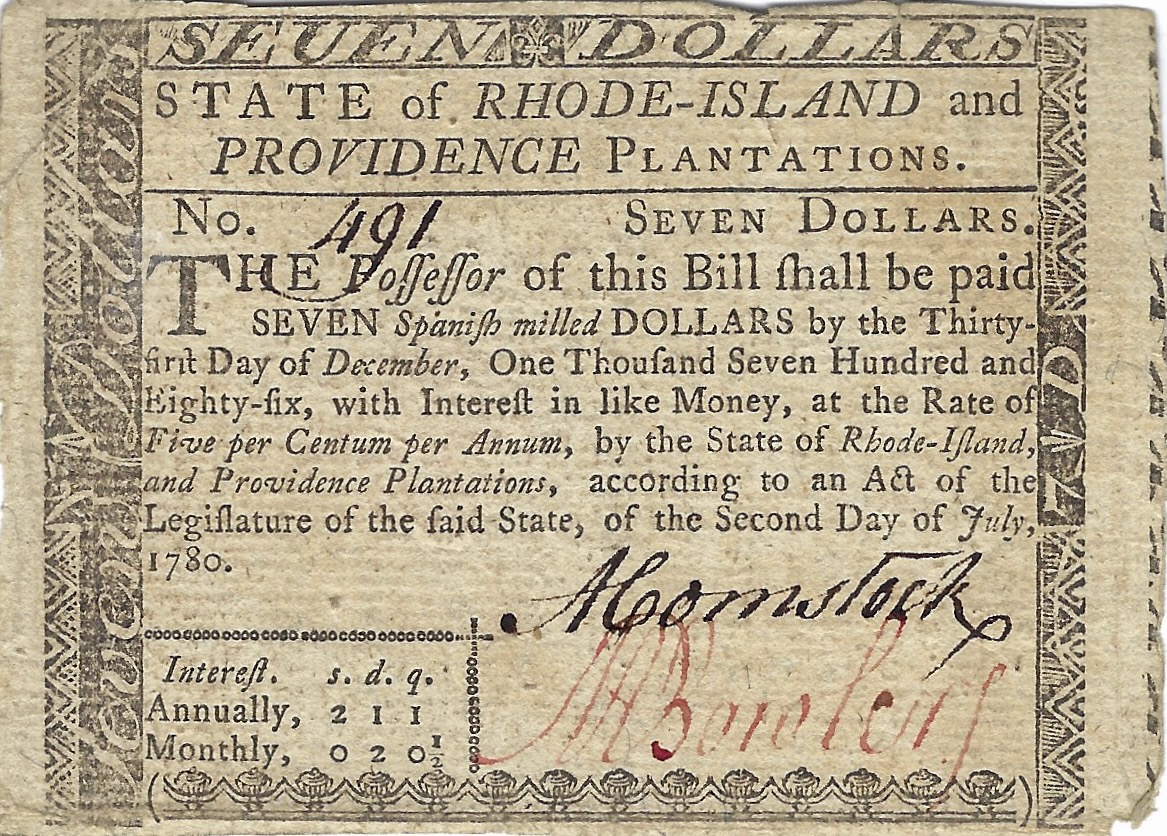 SEVEN DOLLARS
STATE of RHODE-ISLAND and
PROVIDENCE PLANTATIONS.
No. 491 SEVEN DOLLARS.
THE Poſſeſſor of this Bill ſhall be paid
SEVEN Spaniſh milled DOLLARS by the Thirty-
firſt Day of December, One Thouſand Seven Hundred and
Eighty-ſix, with Intereſt in like Money, at the Rate of
Five per Centum per Annum, by the State of Rhode-Iſland,
and Providence Plantations, according to an Act of the
Legiſlature of the ſaid State, of the Second Day of July,
1780.
A Comstock
Intereſt. s. d. q.
Annually, 2 1 1
Monthly, 0 2 0½
M Bowler
Seven Dollars